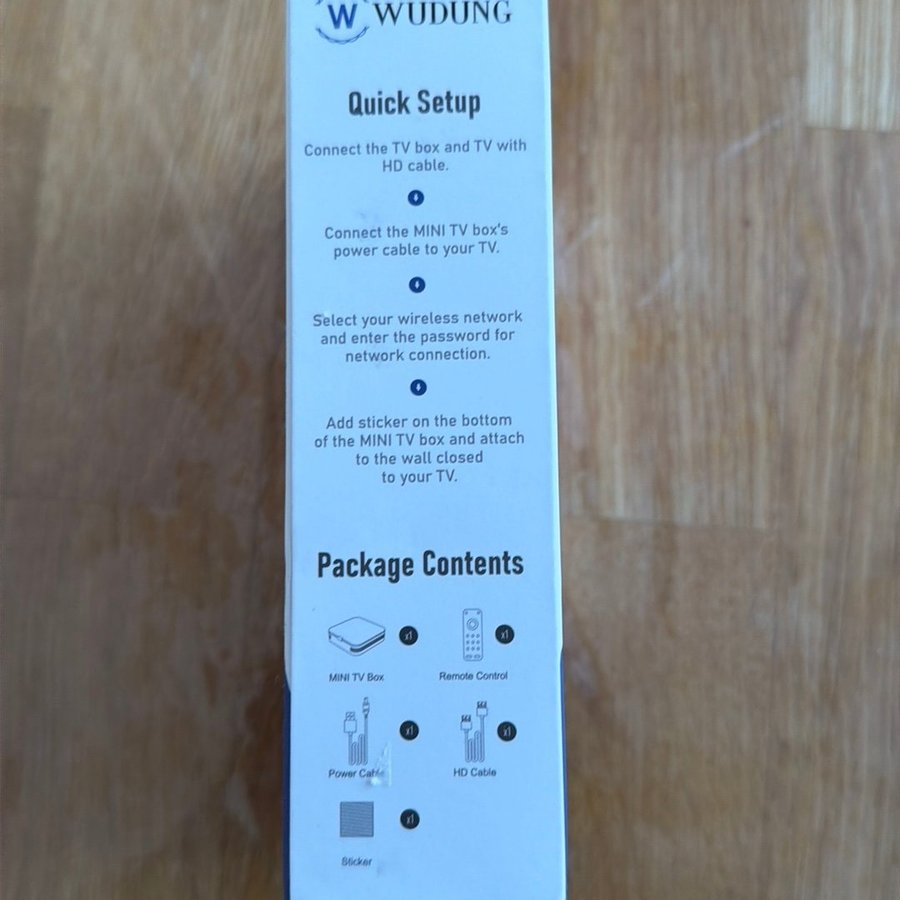 W WUDUNG
Quick Setup
Connect the TV box and TV with
HD cable.
Connect the MINI TV box's
power cable to your TV.
Select your wireless network
and enter the password for
network connection.
Add sticker on the bottom
of the MINI TV box and attach
to the wall closed
to your TV.
Package Contents
x1 x1
MINI TV Box Remote Control
x1 x1
Power Cable HD Cable
x1
Sticker